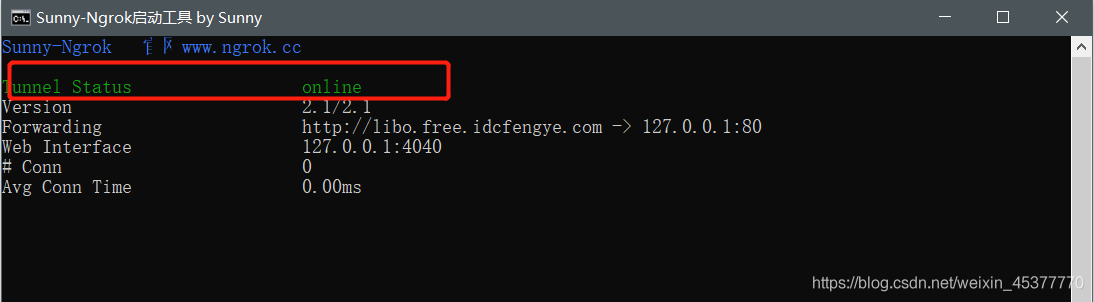 Sunny-Ngrok启动工具 by Sunny
Sunny-Ngrok www.ngrok.cc
Tunnel Status online
Version 2.1/2.1
Forwarding http://libo.free.idcfengye.com -> 127.0.0.1:80
Web Interface 127.0.0.1:4040
# Conn 0
Avg Conn Time 0.00ms
https://blog.csdn.net/weixin_45377770